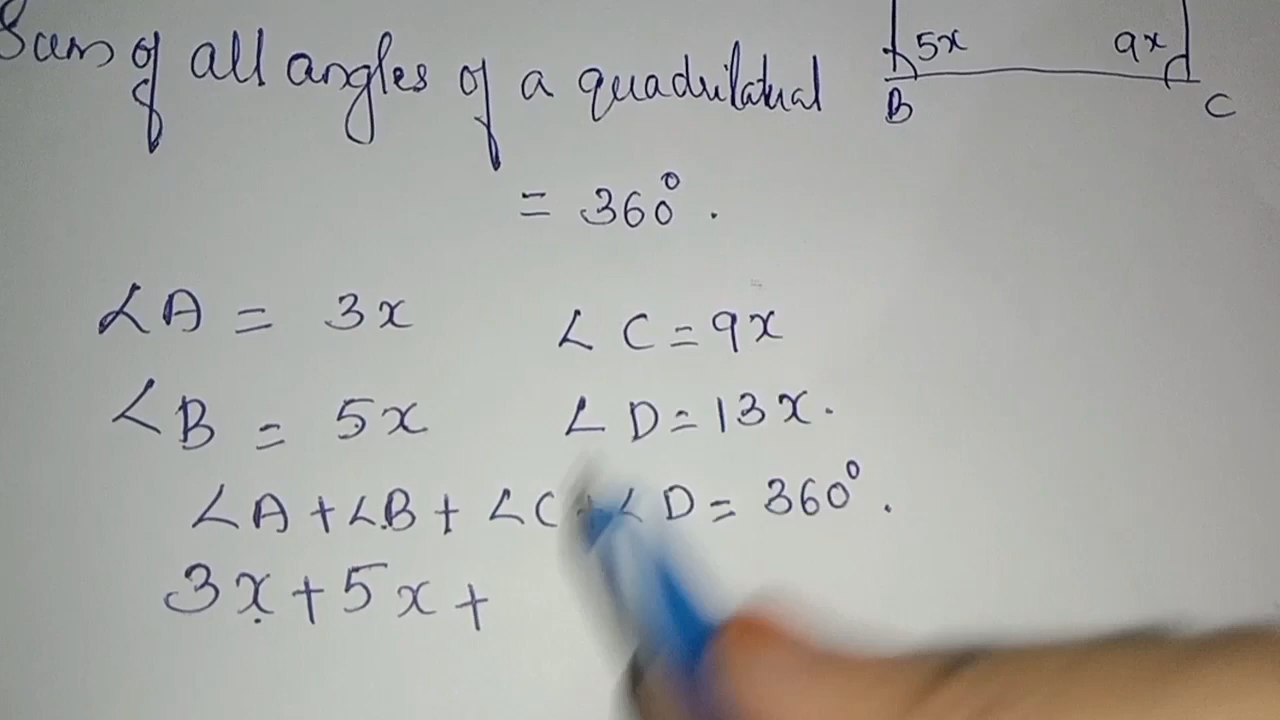 Sum of all angles of a quadrilateral
5x 9x
B C
= 360° .
∠A = 3x ∠C = 9x
∠B = 5x ∠D = 13x.
∠A + ∠B + ∠C + ∠D = 360° .
3x + 5x +